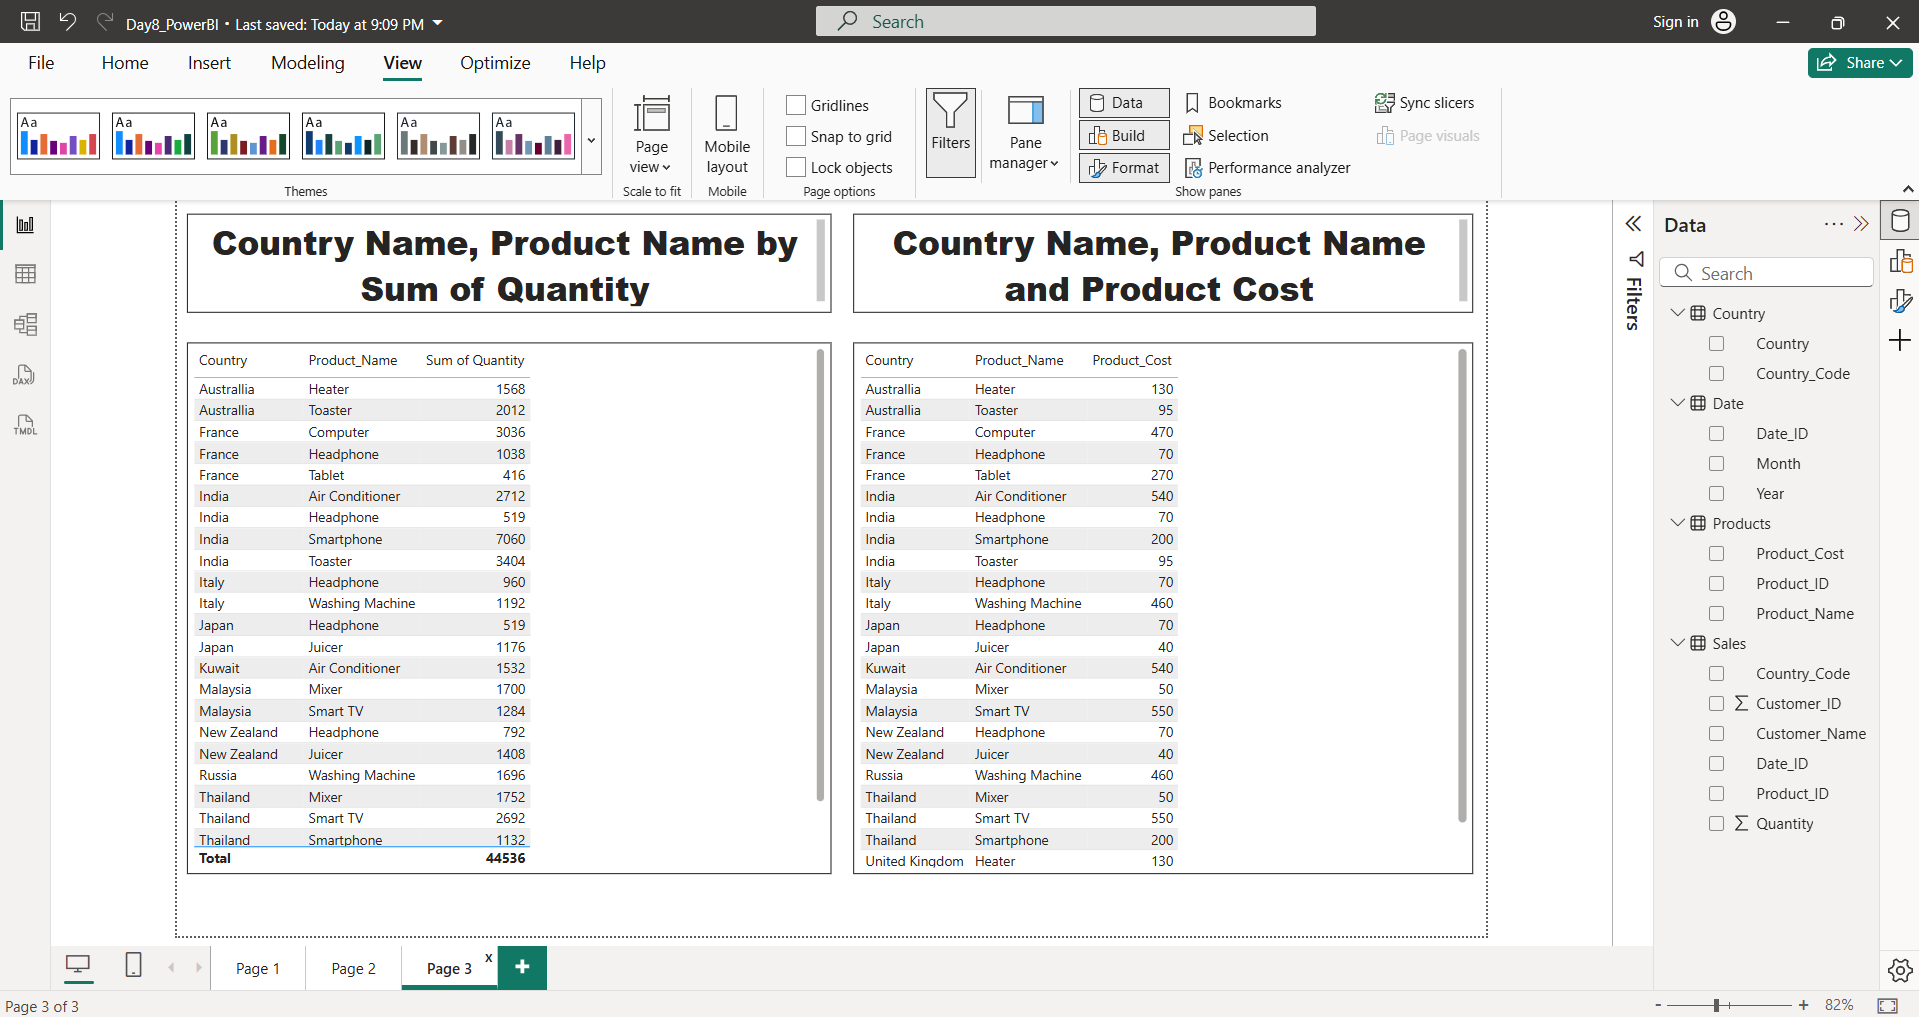 Day8_PowerBI • Last saved: Today at 9:09 PM
Search
Sign in
File Home Insert Modeling View Optimize Help
Share
Aa Aa Aa Aa Aa Aa
Themes
Page view
Scale to fit
Mobile layout
Mobile
Gridlines
Snap to grid
Lock objects
Page options
Filters
Pane manager
Data
Build
Format
Bookmarks
Selection
Performance analyzer
Sync slicers
Page visuals
Show panes
DAX
TMDL
Country Name, Product Name by
Sum of Quantity
Country Product_Name Sum of Quantity
Australlia Heater 1568
Australlia Toaster 2012
France Computer 3036
France Headphone 1038
France Tablet 416
India Air Conditioner 2712
India Headphone 519
India Smartphone 7060
India Toaster 3404
Italy Headphone 960
Italy Washing Machine 1192
Japan Headphone 519
Japan Juicer 1176
Kuwait Air Conditioner 1532
Malaysia Mixer 1700
Malaysia Smart TV 1284
New Zealand Headphone 792
New Zealand Juicer 1408
Russia Washing Machine 1696
Thailand Mixer 1752
Thailand Smart TV 2692
Thailand Smartphone 1132
Total 44536
Country Name, Product Name
and Product Cost
Country Product_Name Product_Cost
Australlia Heater 130
Australlia Toaster 95
France Computer 470
France Headphone 70
France Tablet 270
India Air Conditioner 540
India Headphone 70
India Smartphone 200
India Toaster 95
Italy Headphone 70
Italy Washing Machine 460
Japan Headphone 70
Japan Juicer 40
Kuwait Air Conditioner 540
Malaysia Mixer 50
Malaysia Smart TV 550
New Zealand Headphone 70
New Zealand Juicer 40
Russia Washing Machine 460
Thailand Mixer 50
Thailand Smart TV 550
Thailand Smartphone 200
United Kingdom Heater 130
Filters
Data
Search
Country
Country
Country_Code
Date
Date_ID
Month
Year
Products
Product_Cost
Product_ID
Product_Name
Sales
Country_Code
Σ Customer_ID
Customer_Name
Date_ID
Product_ID
Σ Quantity
Page 1 Page 2 Page 3 x +
Page 3 of 3
- + 82%